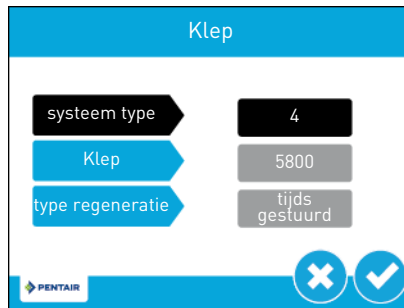 Klep
systeem type
4
Klep
5800
type regeneratie
tijds
gestuurd
PENTAIR